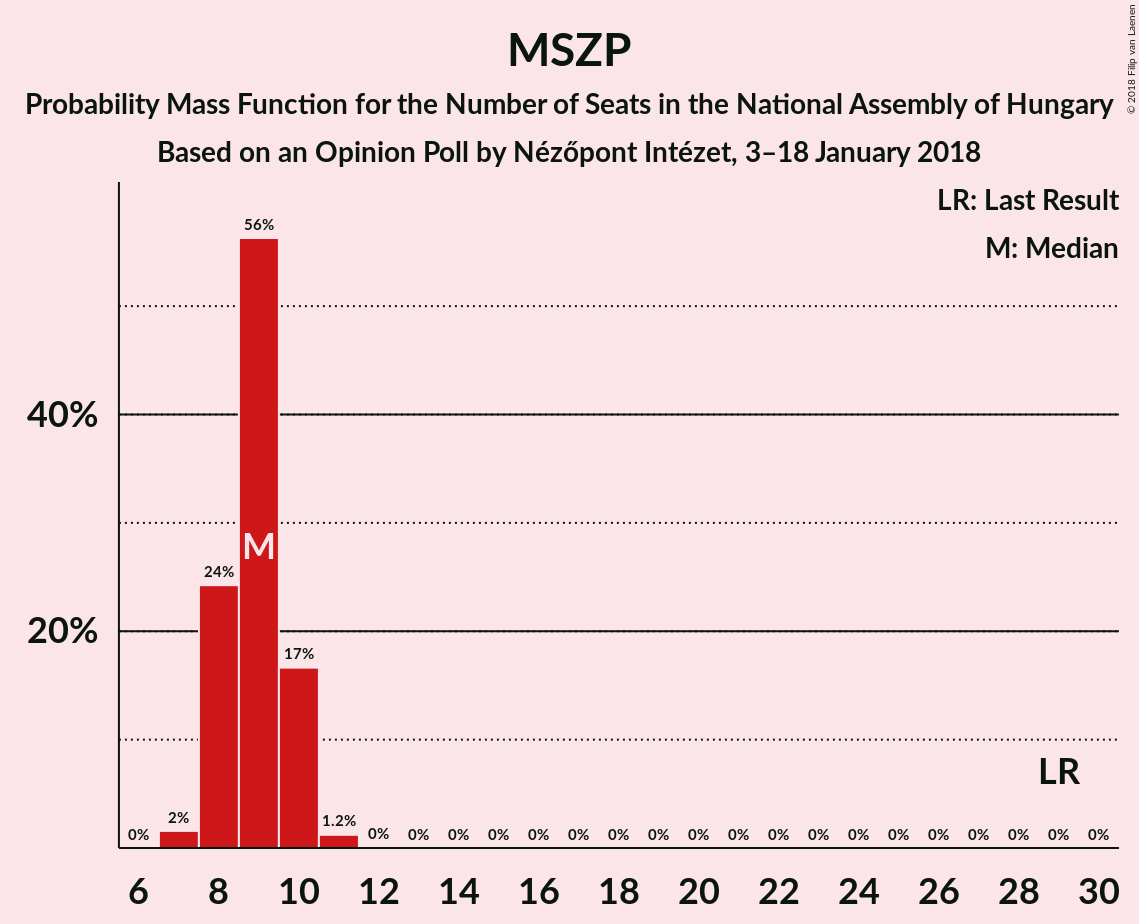 MSZP
Probability Mass Function for the Number of Seats in the National Assembly of Hungary
Based on an Opinion Poll by Nézőpont Intézet, 3–18 January 2018
© 2018 Filip van Laenen
LR: Last Result
M: Median
56%
40%
M
24%
20%
17%
LR
0% 2% 1.2% 0% 0% 0% 0% 0% 0% 0% 0% 0% 0% 0% 0% 0% 0% 0% 0% 0% 0%
6 8 10 12 14 16 18 20 22 24 26 28 30